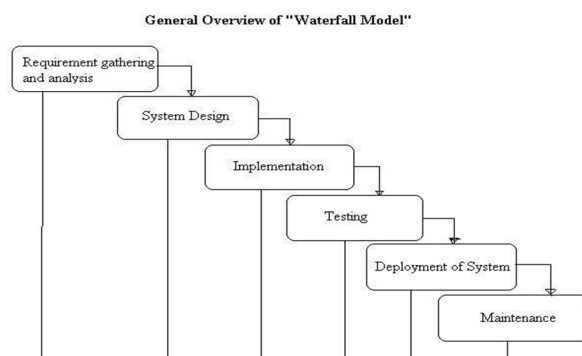 General Overview of "Waterfall Model"
Requirement gathering
and analysis
System Design
Implementation
Testing
Deployment of System
Maintenance